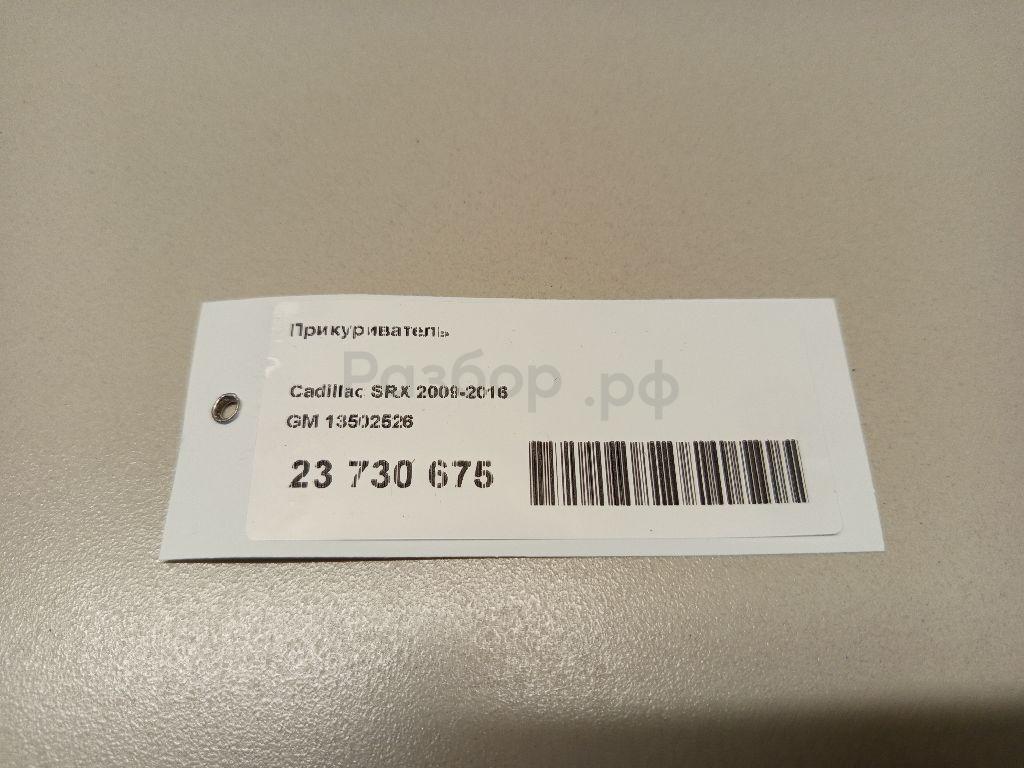 Прикуриватель
Разбор.рф
Cadillac SRX 2009-2016
GM 13502526
23 730 675